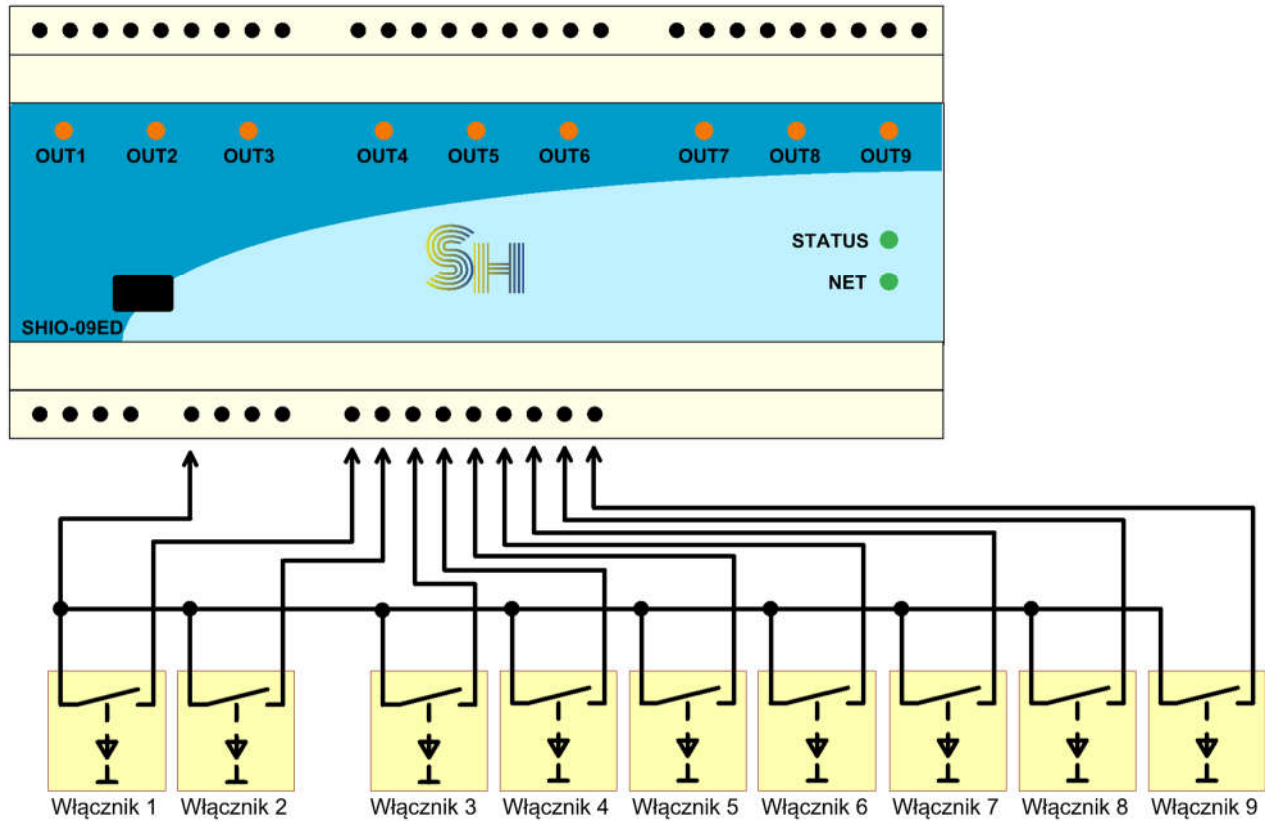 OUT1 OUT2 OUT3 OUT4 OUT5 OUT6 OUT7 OUT8 OUT9
SH
STATUS
NET
SHIO-09ED
Włącznik 1 Włącznik 2 Włącznik 3 Włącznik 4 Włącznik 5 Włącznik 6 Włącznik 7 Włącznik 8 Włącznik 9